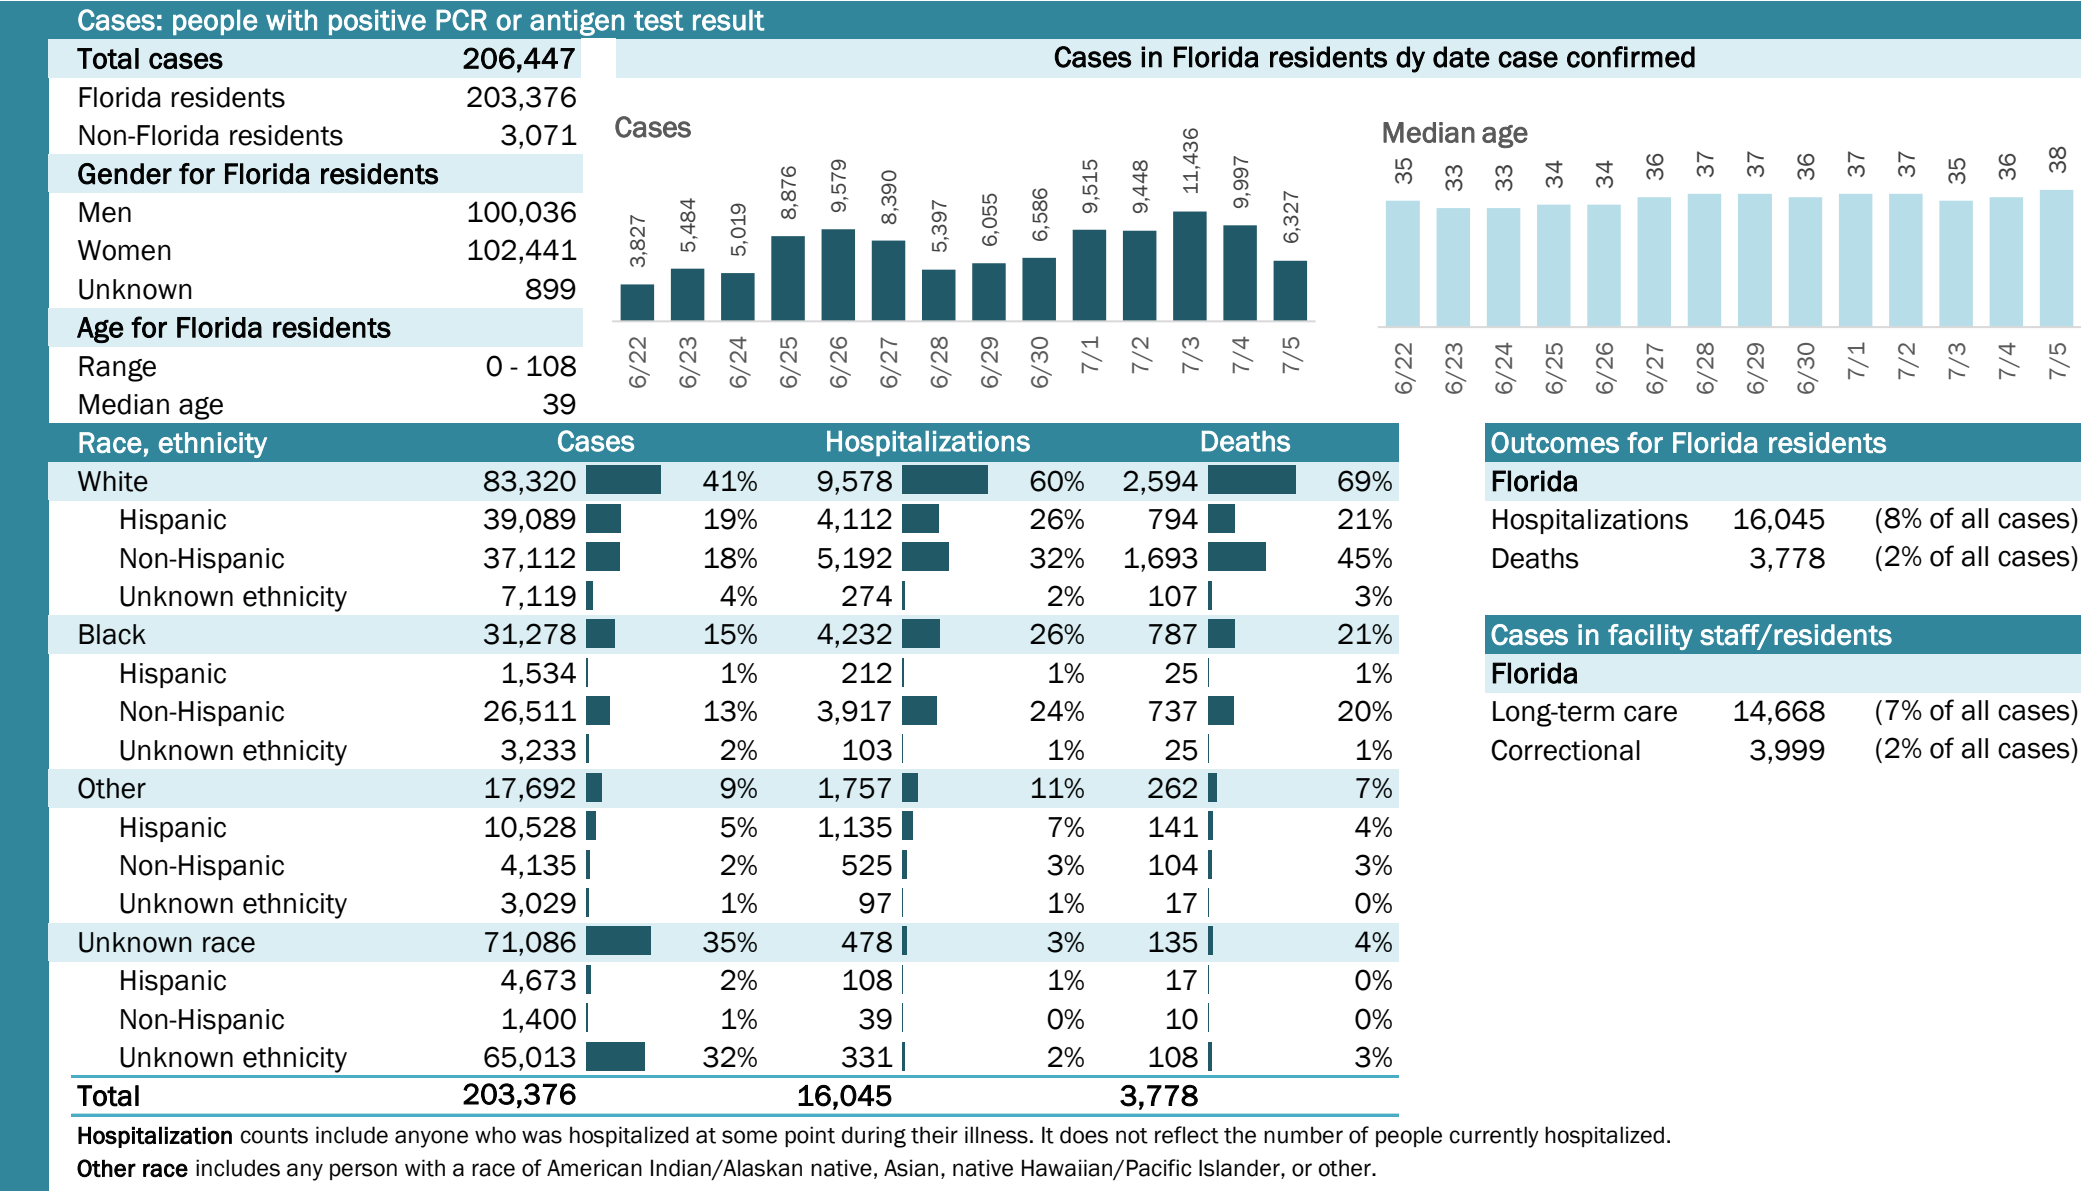 Cases: people with positive PCR or antigen test result
Total cases 206,447
Florida residents 203,376
Non-Florida residents 3,071
Gender for Florida residents
Men 100,036
Women 102,441
Unknown 899
Age for Florida residents
Range 0 - 108
Median age 39
Cases in Florida residents dy date case confirmed
Cases
3,827 5,484 5,019 8,876 9,579 8,390 5,397 6,055 6,586 9,515 9,448 11,436 9,997 6,327
6/22 6/23 6/24 6/25 6/26 6/27 6/28 6/29 6/30 7/1 7/2 7/3 7/4 7/5
Median age
35 33 33 34 34 36 37 37 36 37 37 35 36 38
6/22 6/23 6/24 6/25 6/26 6/27 6/28 6/29 6/30 7/1 7/2 7/3 7/4 7/5
Race, ethnicity Cases Hospitalizations Deaths
White 83,320 41% 9,578 60% 2,594 69%
Hispanic 39,089 19% 4,112 26% 794 21%
Non-Hispanic 37,112 18% 5,192 32% 1,693 45%
Unknown ethnicity 7,119 4% 274 2% 107 3%
Black 31,278 15% 4,232 26% 787 21%
Hispanic 1,534 1% 212 1% 25 1%
Non-Hispanic 26,511 13% 3,917 24% 737 20%
Unknown ethnicity 3,233 2% 103 1% 25 1%
Other 17,692 9% 1,757 11% 262 7%
Hispanic 10,528 5% 1,135 7% 141 4%
Non-Hispanic 4,135 2% 525 3% 104 3%
Unknown ethnicity 3,029 1% 97 1% 17 0%
Unknown race 71,086 35% 478 3% 135 4%
Hispanic 4,673 2% 108 1% 17 0%
Non-Hispanic 1,400 1% 39 0% 10 0%
Unknown ethnicity 65,013 32% 331 2% 108 3%
Total 203,376 16,045 3,778
Outcomes for Florida residents
Florida
Hospitalizations 16,045 (8% of all cases)
Deaths 3,778 (2% of all cases)
Cases in facility staff/residents
Florida
Long-term care 14,668 (7% of all cases)
Correctional 3,999 (2% of all cases)
Hospitalization counts include anyone who was hospitalized at some point during their illness. It does not reflect the number of people currently hospitalized.
Other race includes any person with a race of American Indian/Alaskan native, Asian, native Hawaiian/Pacific Islander, or other.